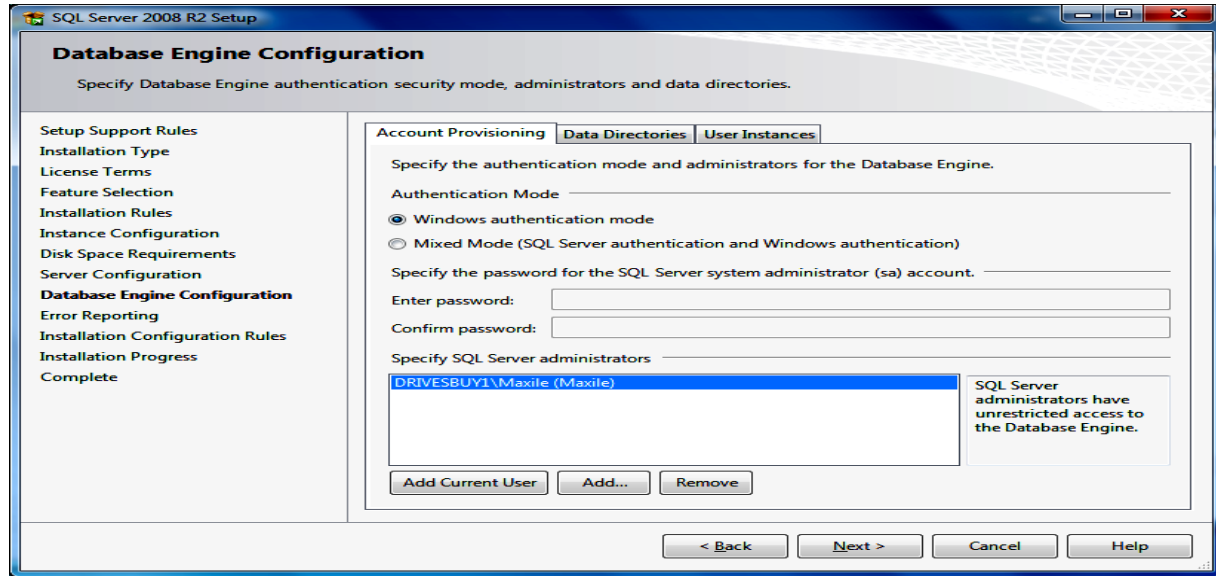 SQL Server 2008 R2 Setup
Database Engine Configuration
Specify Database Engine authentication security mode, administrators and data directories.
Setup Support Rules
Installation Type
License Terms
Feature Selection
Installation Rules
Instance Configuration
Disk Space Requirements
Server Configuration
Database Engine Configuration
Error Reporting
Installation Configuration Rules
Installation Progress
Complete
Account Provisioning Data Directories User Instances
Specify the authentication mode and administrators for the Database Engine.
Authentication Mode
Windows authentication mode
Mixed Mode (SQL Server authentication and Windows authentication)
Specify the password for the SQL Server system administrator (sa) account.
Enter password:
Confirm password:
Specify SQL Server administrators
DRIVESBUY1\Maxile (Maxile)
SQL Server
administrators have
unrestricted access to
the Database Engine.
Add Current User Add... Remove
< Back Next > Cancel Help